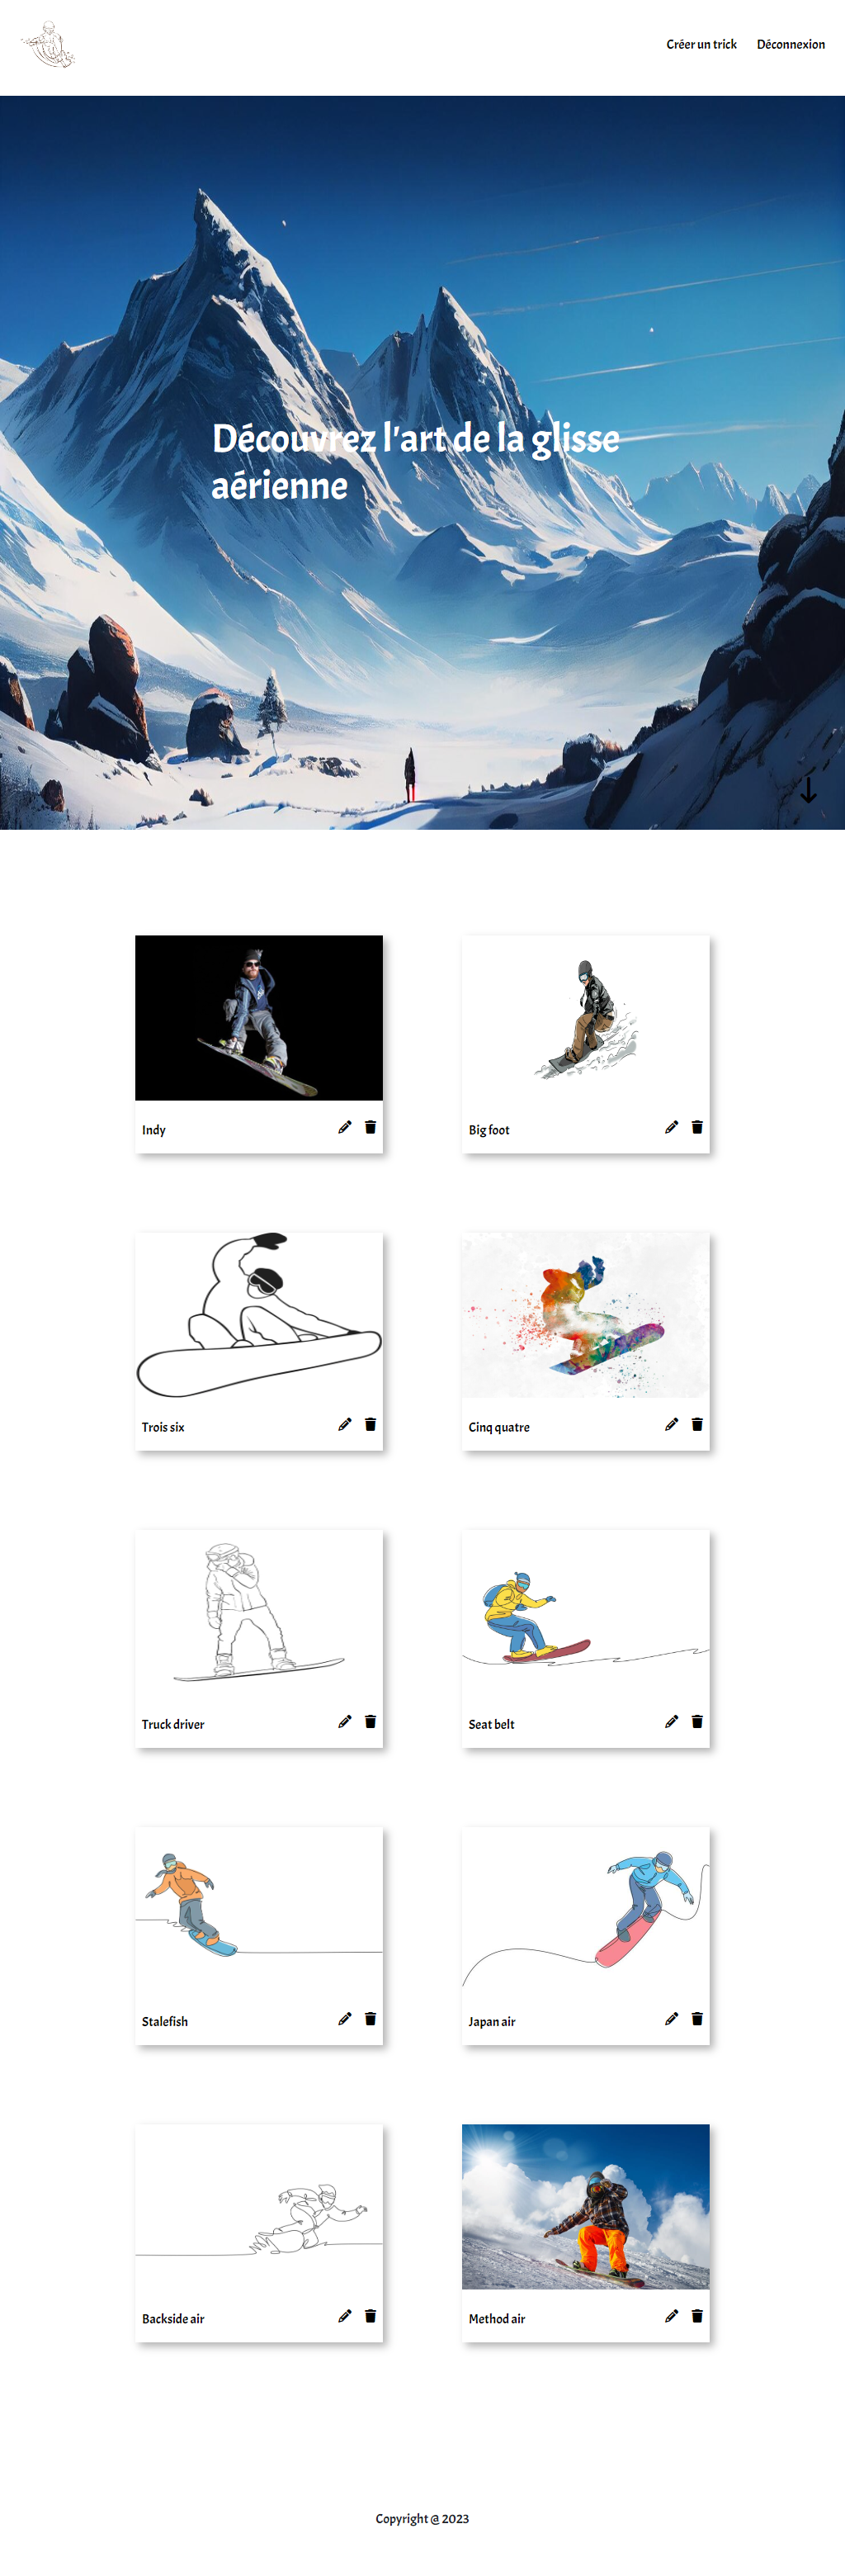 Créer un trick
Déconnexion
Découvrez l'art de la glisse
aérienne
Indy
Big foot
Trois six
Cinq quatre
Truck driver
Seat belt
Stalefish
Japan air
Backside air
Method air
Copyright @ 2023